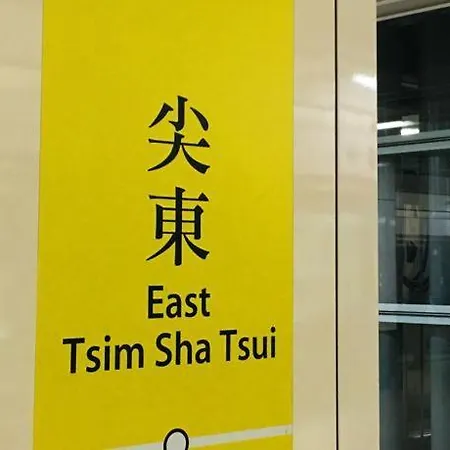 尖東
East
Tsim Sha Tsui